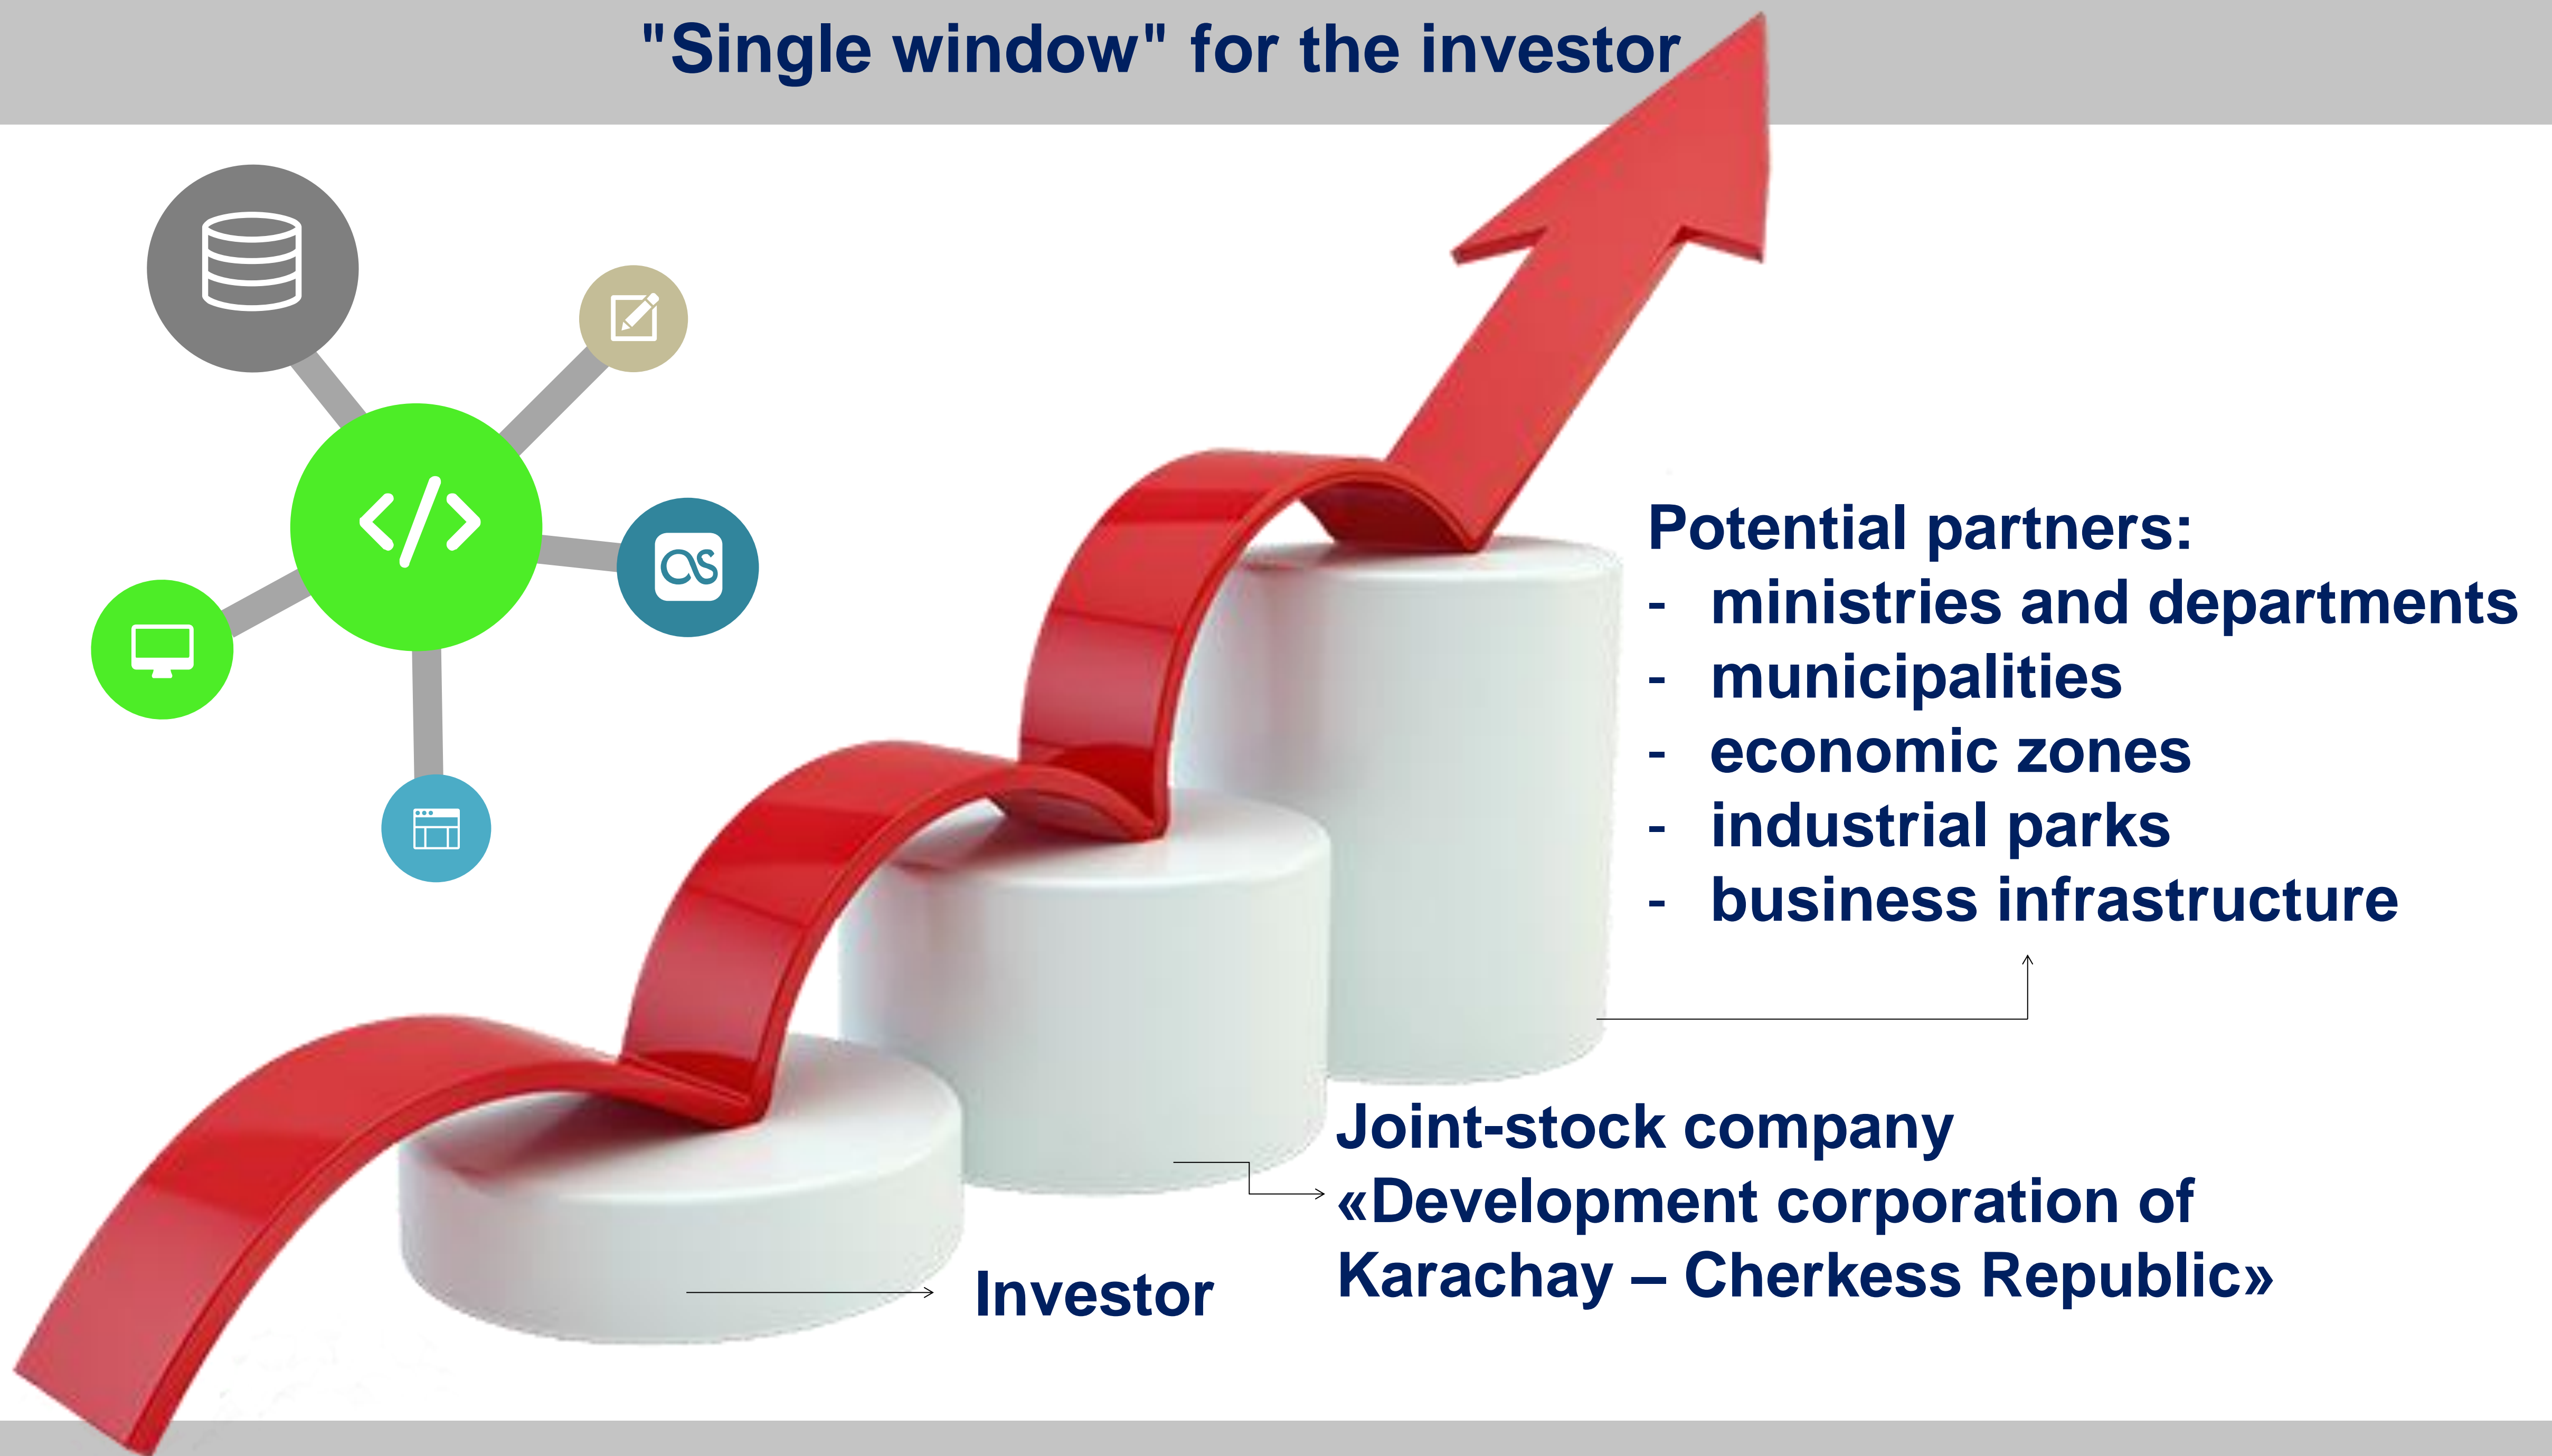 "Single window" for the investor
Potential partners:
- ministries and departments
- municipalities
- economic zones
- industrial parks
- business infrastructure
Joint-stock company
«Development corporation of
Karachay – Cherkess Republic»
Investor